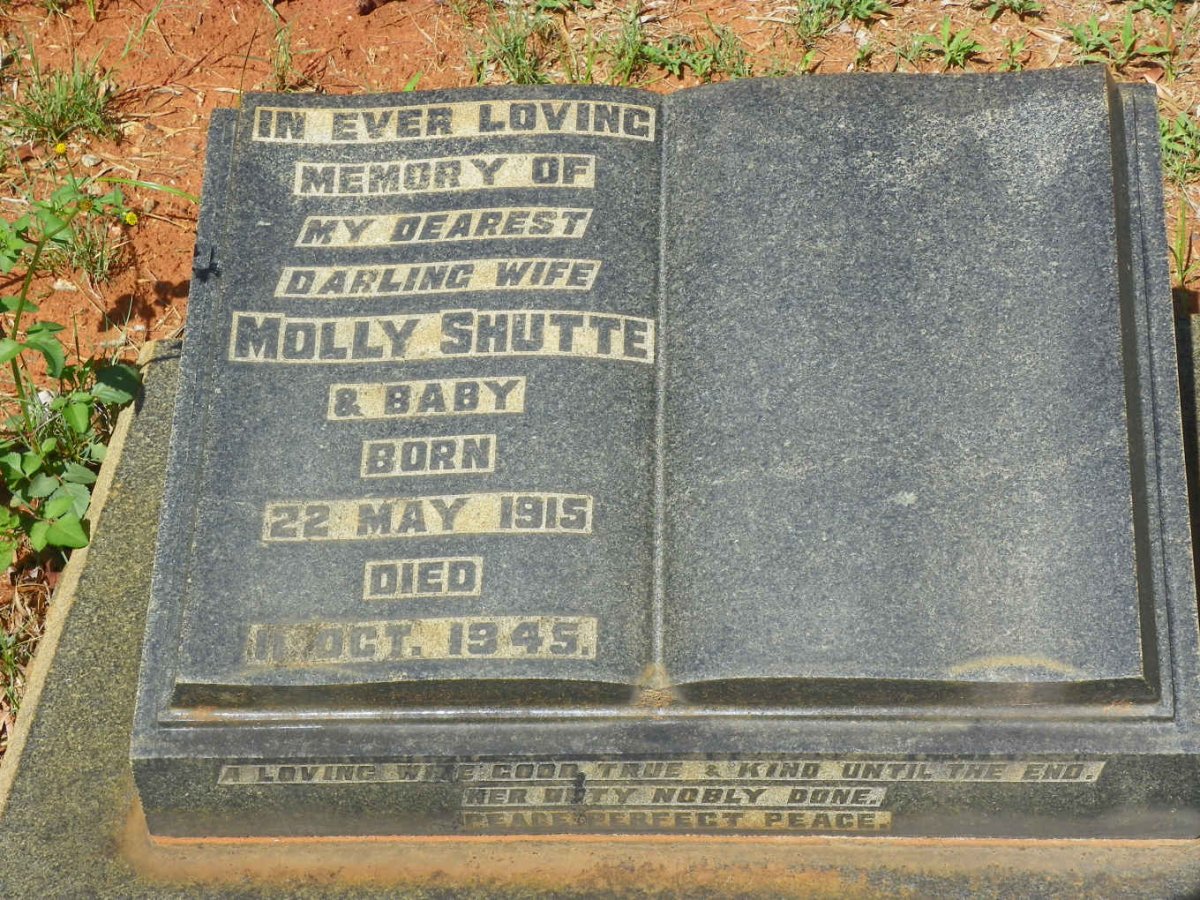 IN EVER LOVING
MEMORY OF
MY DEAREST
DARLING WIFE
MOLLY SHUTTE
& BABY
BORN
22 MAY 1915
DIED
11 OCT. 1945.
A LOVING WIFE GOOD TRUE & KIND UNTIL THE END.
HER DUTY NOBLY DONE.
PEACE PERFECT PEACE.